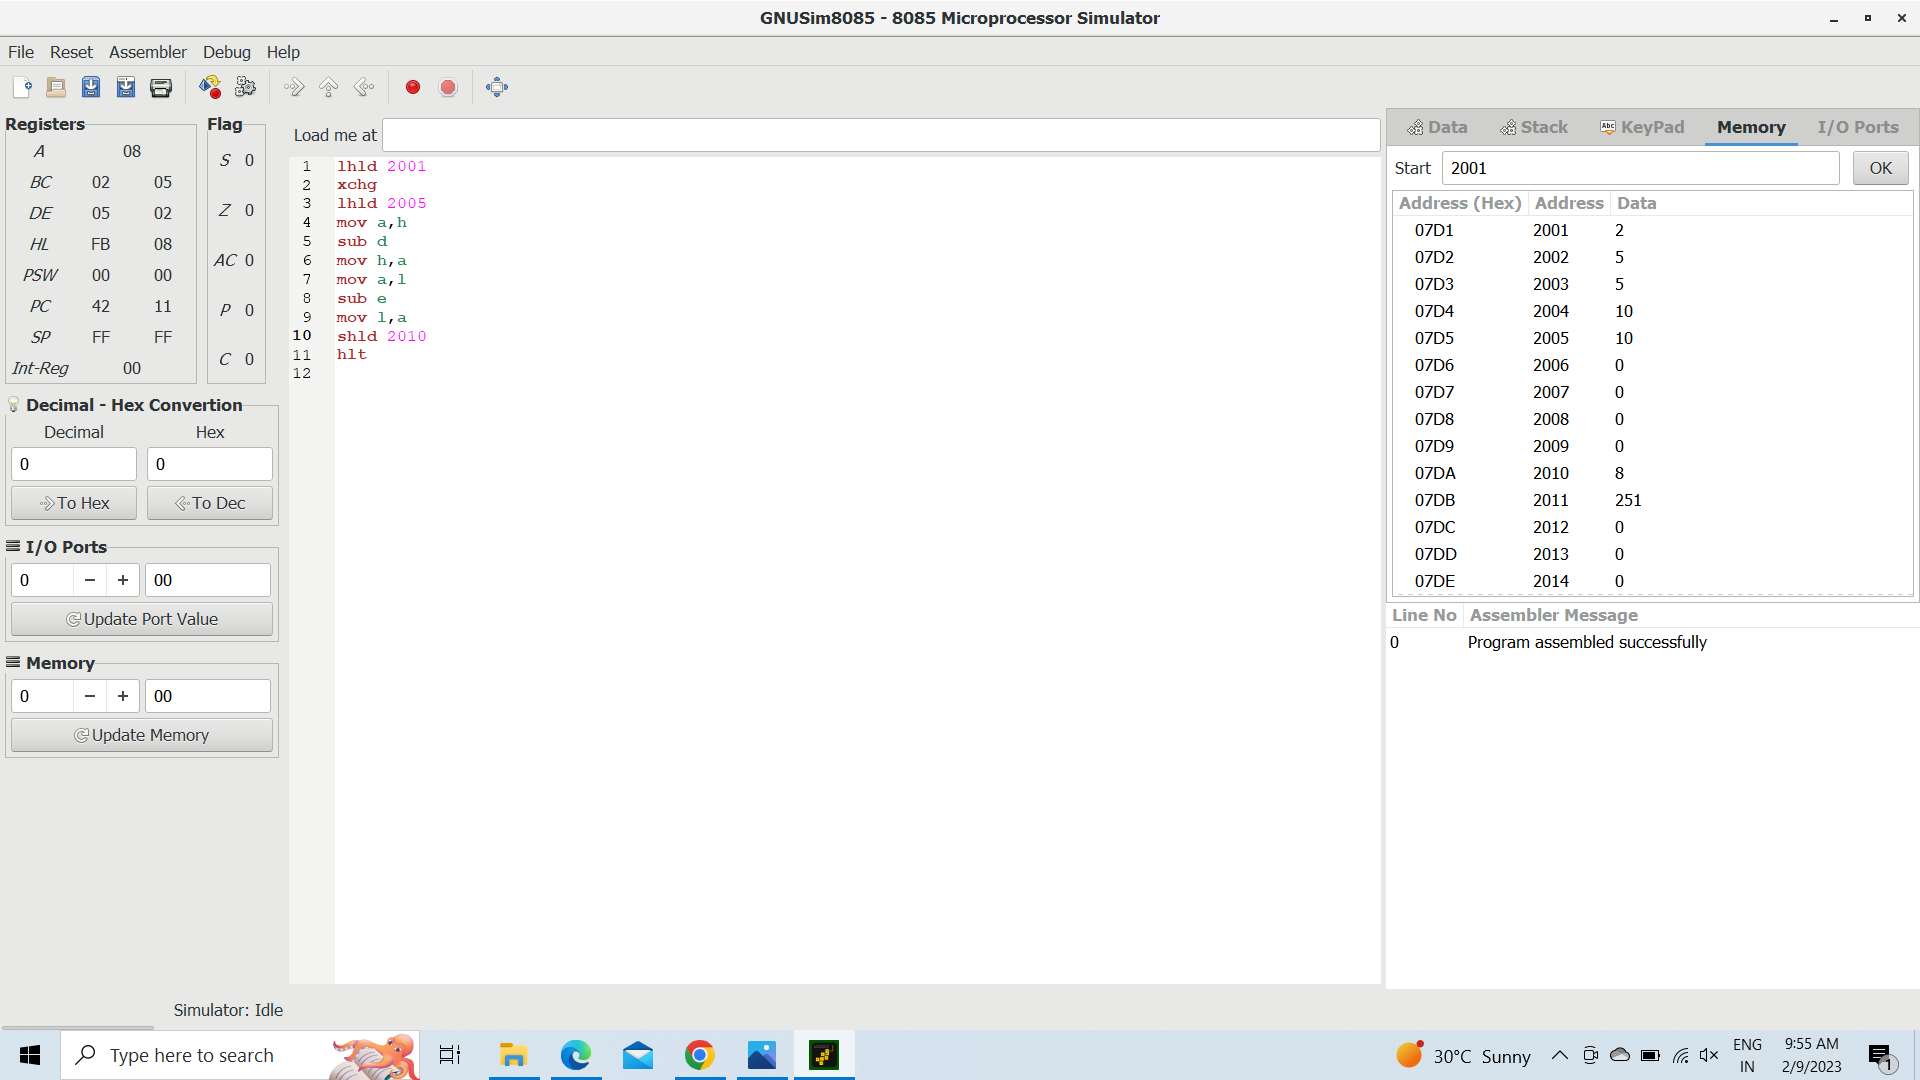 GNUSim8085 - 8085 Microprocessor Simulator
File Reset Assembler Debug Help
Registers
A 08
BC 02 05
DE 05 02
HL FB 08
PSW 00 00
PC 42 11
SP FF FF
Int-Reg 00
Flag
S 0
Z 0
AC 0
P 0
C 0
Decimal - Hex Convertion
Decimal Hex
0 0
To Hex To Dec
I/O Ports
0 − + 00
Update Port Value
Memory
0 − + 00
Update Memory
Load me at
1 lhld 2001
2 xchg
3 lhld 2005
4 mov a,h
5 sub d
6 mov h,a
7 mov a,l
8 sub e
9 mov l,a
10 shld 2010
11 hlt
12
Data Stack Abc KeyPad Memory I/O Ports
Start 2001 OK
Address (Hex) Address Data
07D1 2001 2
07D2 2002 5
07D3 2003 5
07D4 2004 10
07D5 2005 10
07D6 2006 0
07D7 2007 0
07D8 2008 0
07D9 2009 0
07DA 2010 8
07DB 2011 251
07DC 2012 0
07DD 2013 0
07DE 2014 0
Line No Assembler Message
0 Program assembled successfully
Simulator: Idle
Type here to search
30°C Sunny
ENG
IN
9:55 AM
2/9/2023
1